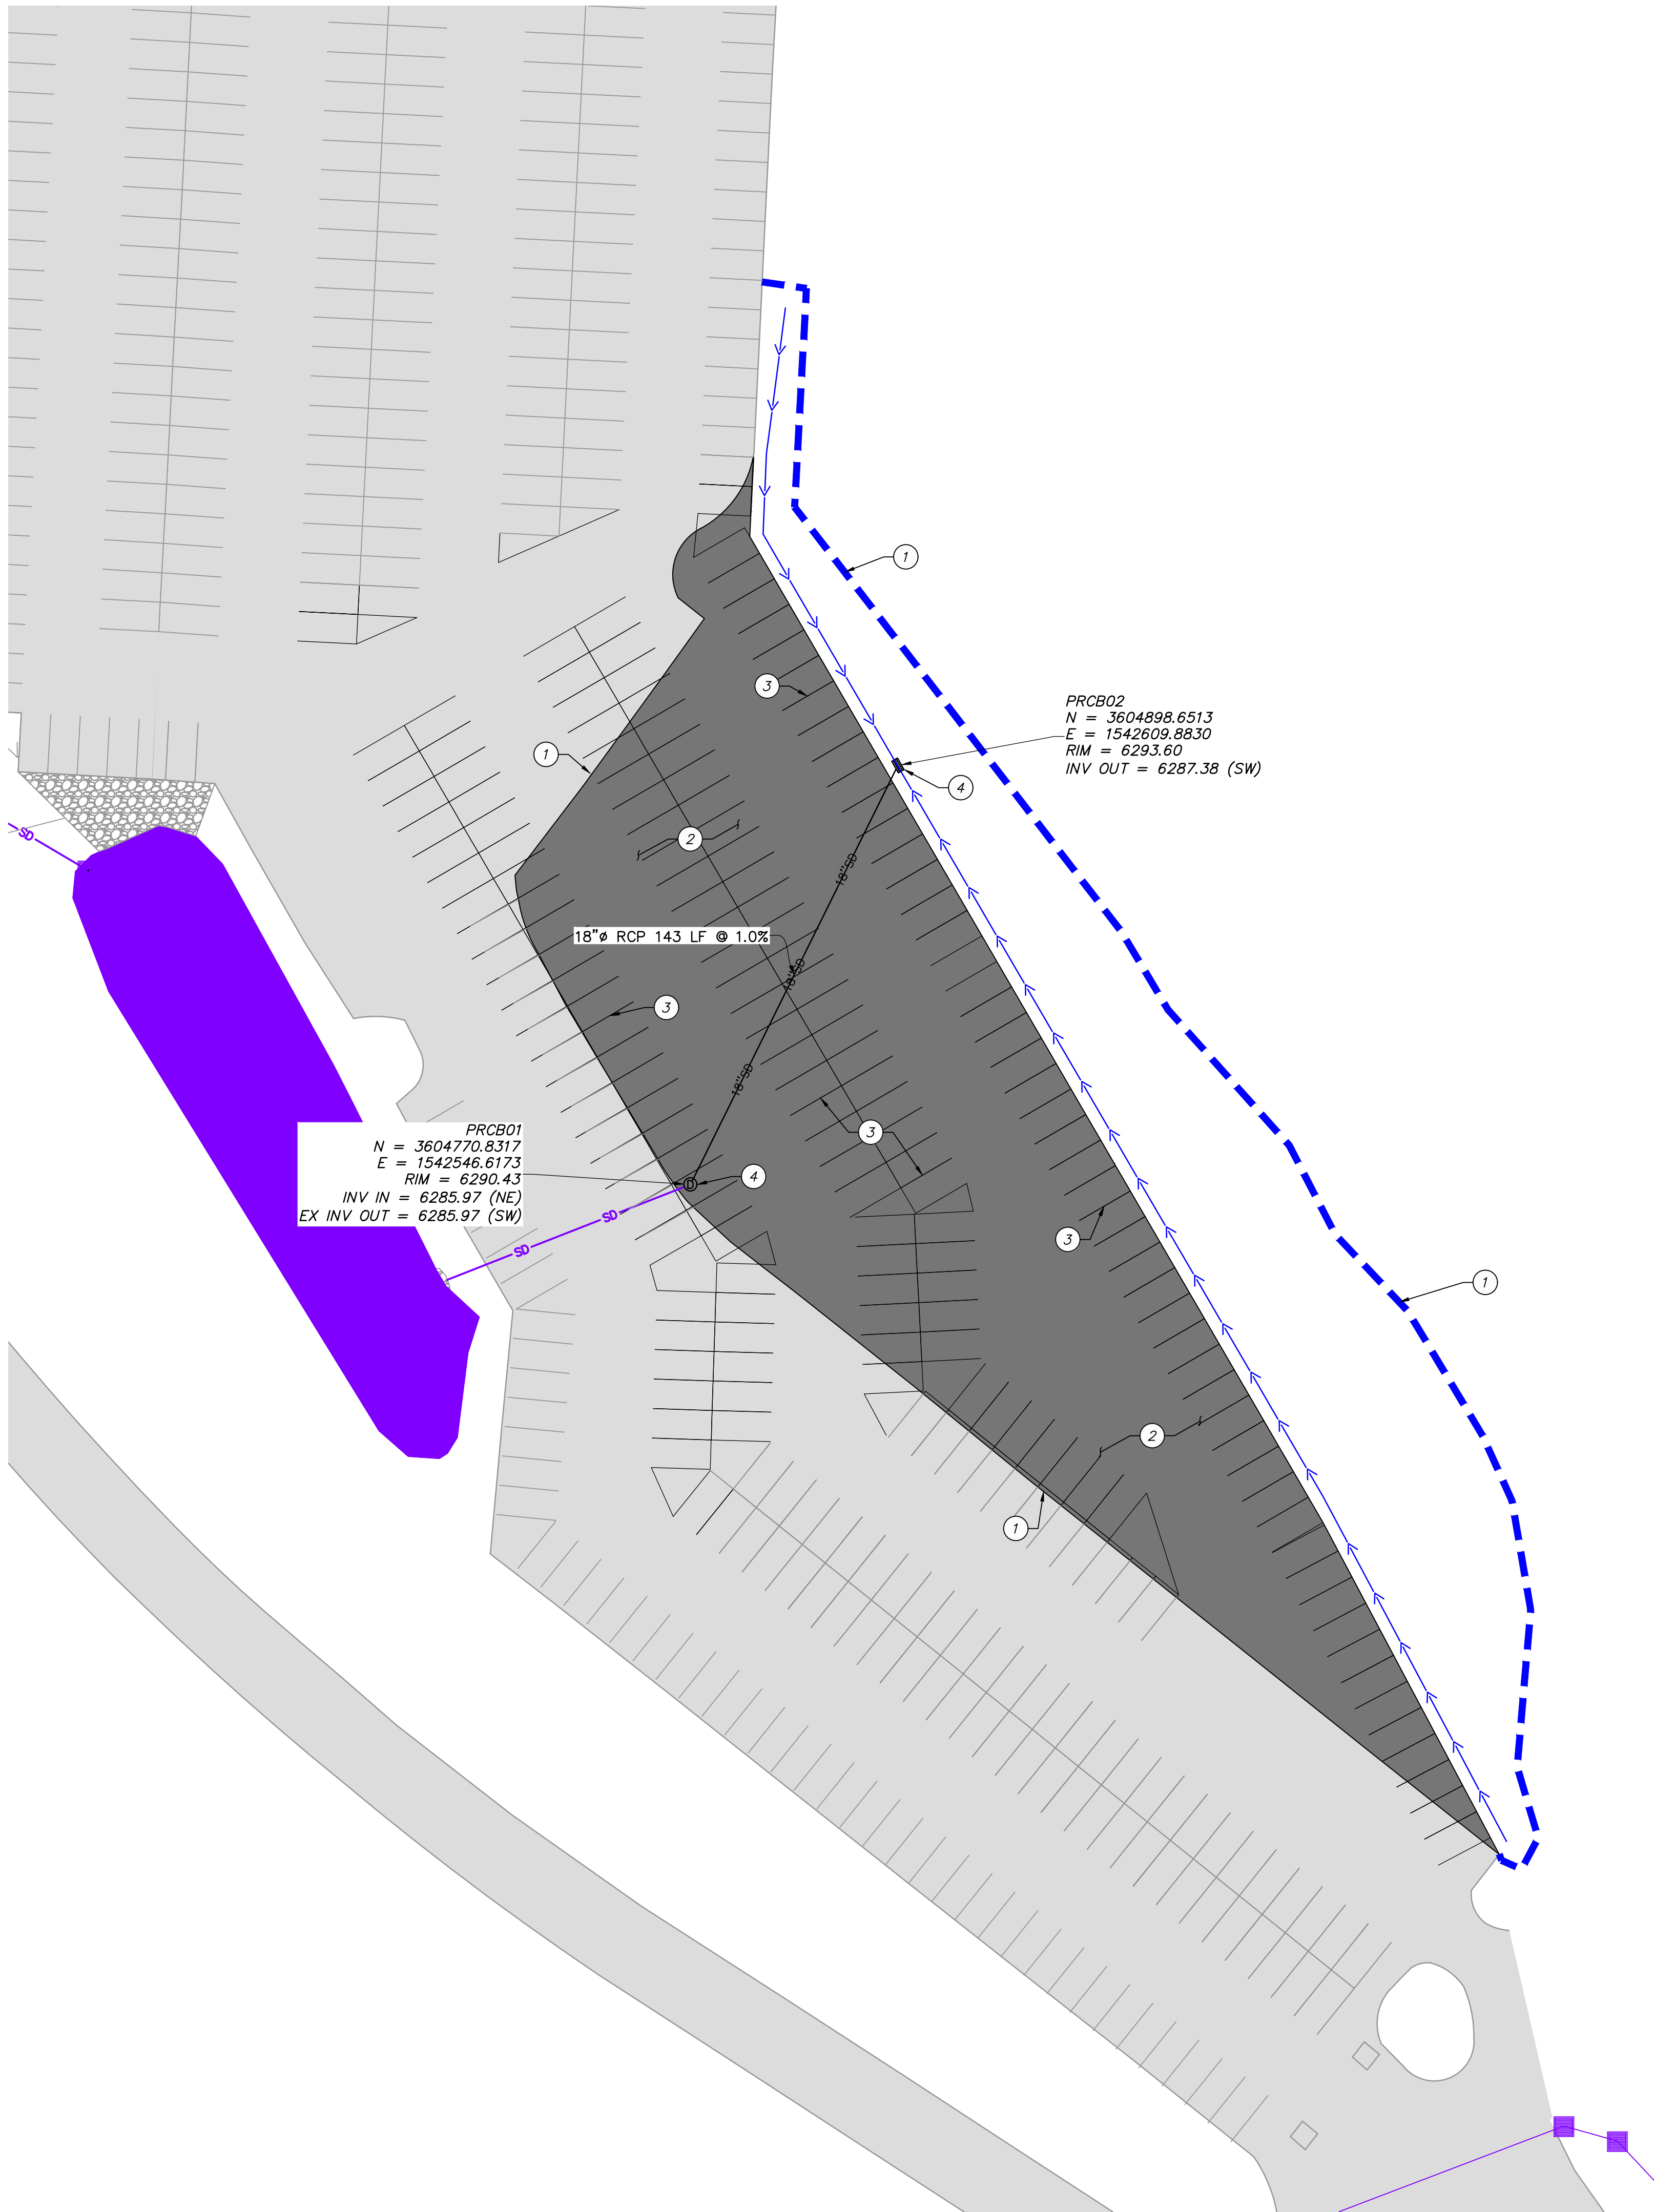 1
3
PRCB02
N = 3604898.6513
E = 1542609.8830
RIM = 6293.60
INV OUT = 6287.38 (SW)
1
4
SD
2
18"SD
18"ø RCP 143 LF @ 1.0%
18"SD
3
18"SD
PRCB01
N = 3604770.8317
E = 1542546.6173
RIM = 6290.43
INV IN = 6285.97 (NE)
EX INV OUT = 6285.97 (SW)
3
D
4
SD
SD
3
1
2
1